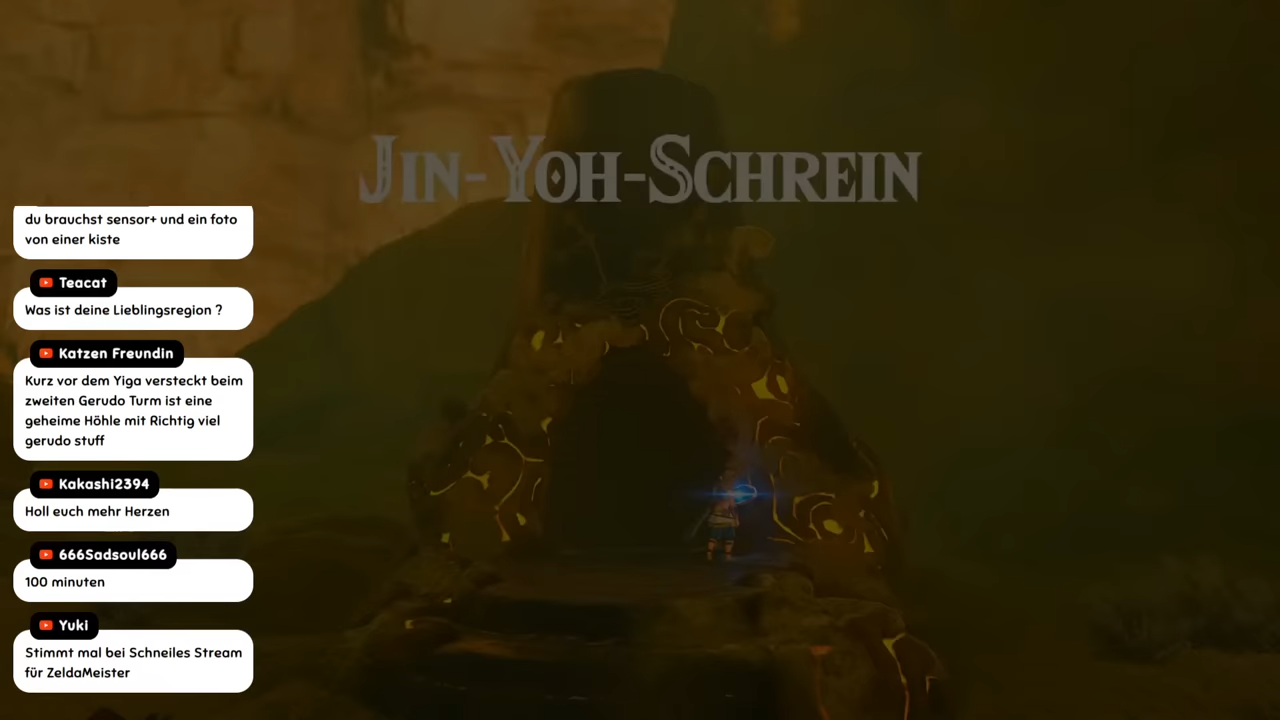 JIN-YOH-SCHREIN
du brauchst sensor+ und ein foto
von einer kiste
Teacat
Was ist deine Lieblingsregion ?
Katzen Freundin
Kurz vor dem Yiga versteckt beim
zweiten Gerudo Turm ist eine
geheime Höhle mit Richtig viel
gerudo stuff
Kakashi2394
Holl euch mehr Herzen
666Sadsoul666
100 minuten
Yuki
Stimmt mal bei Schneiles Stream
für ZeldaMeister